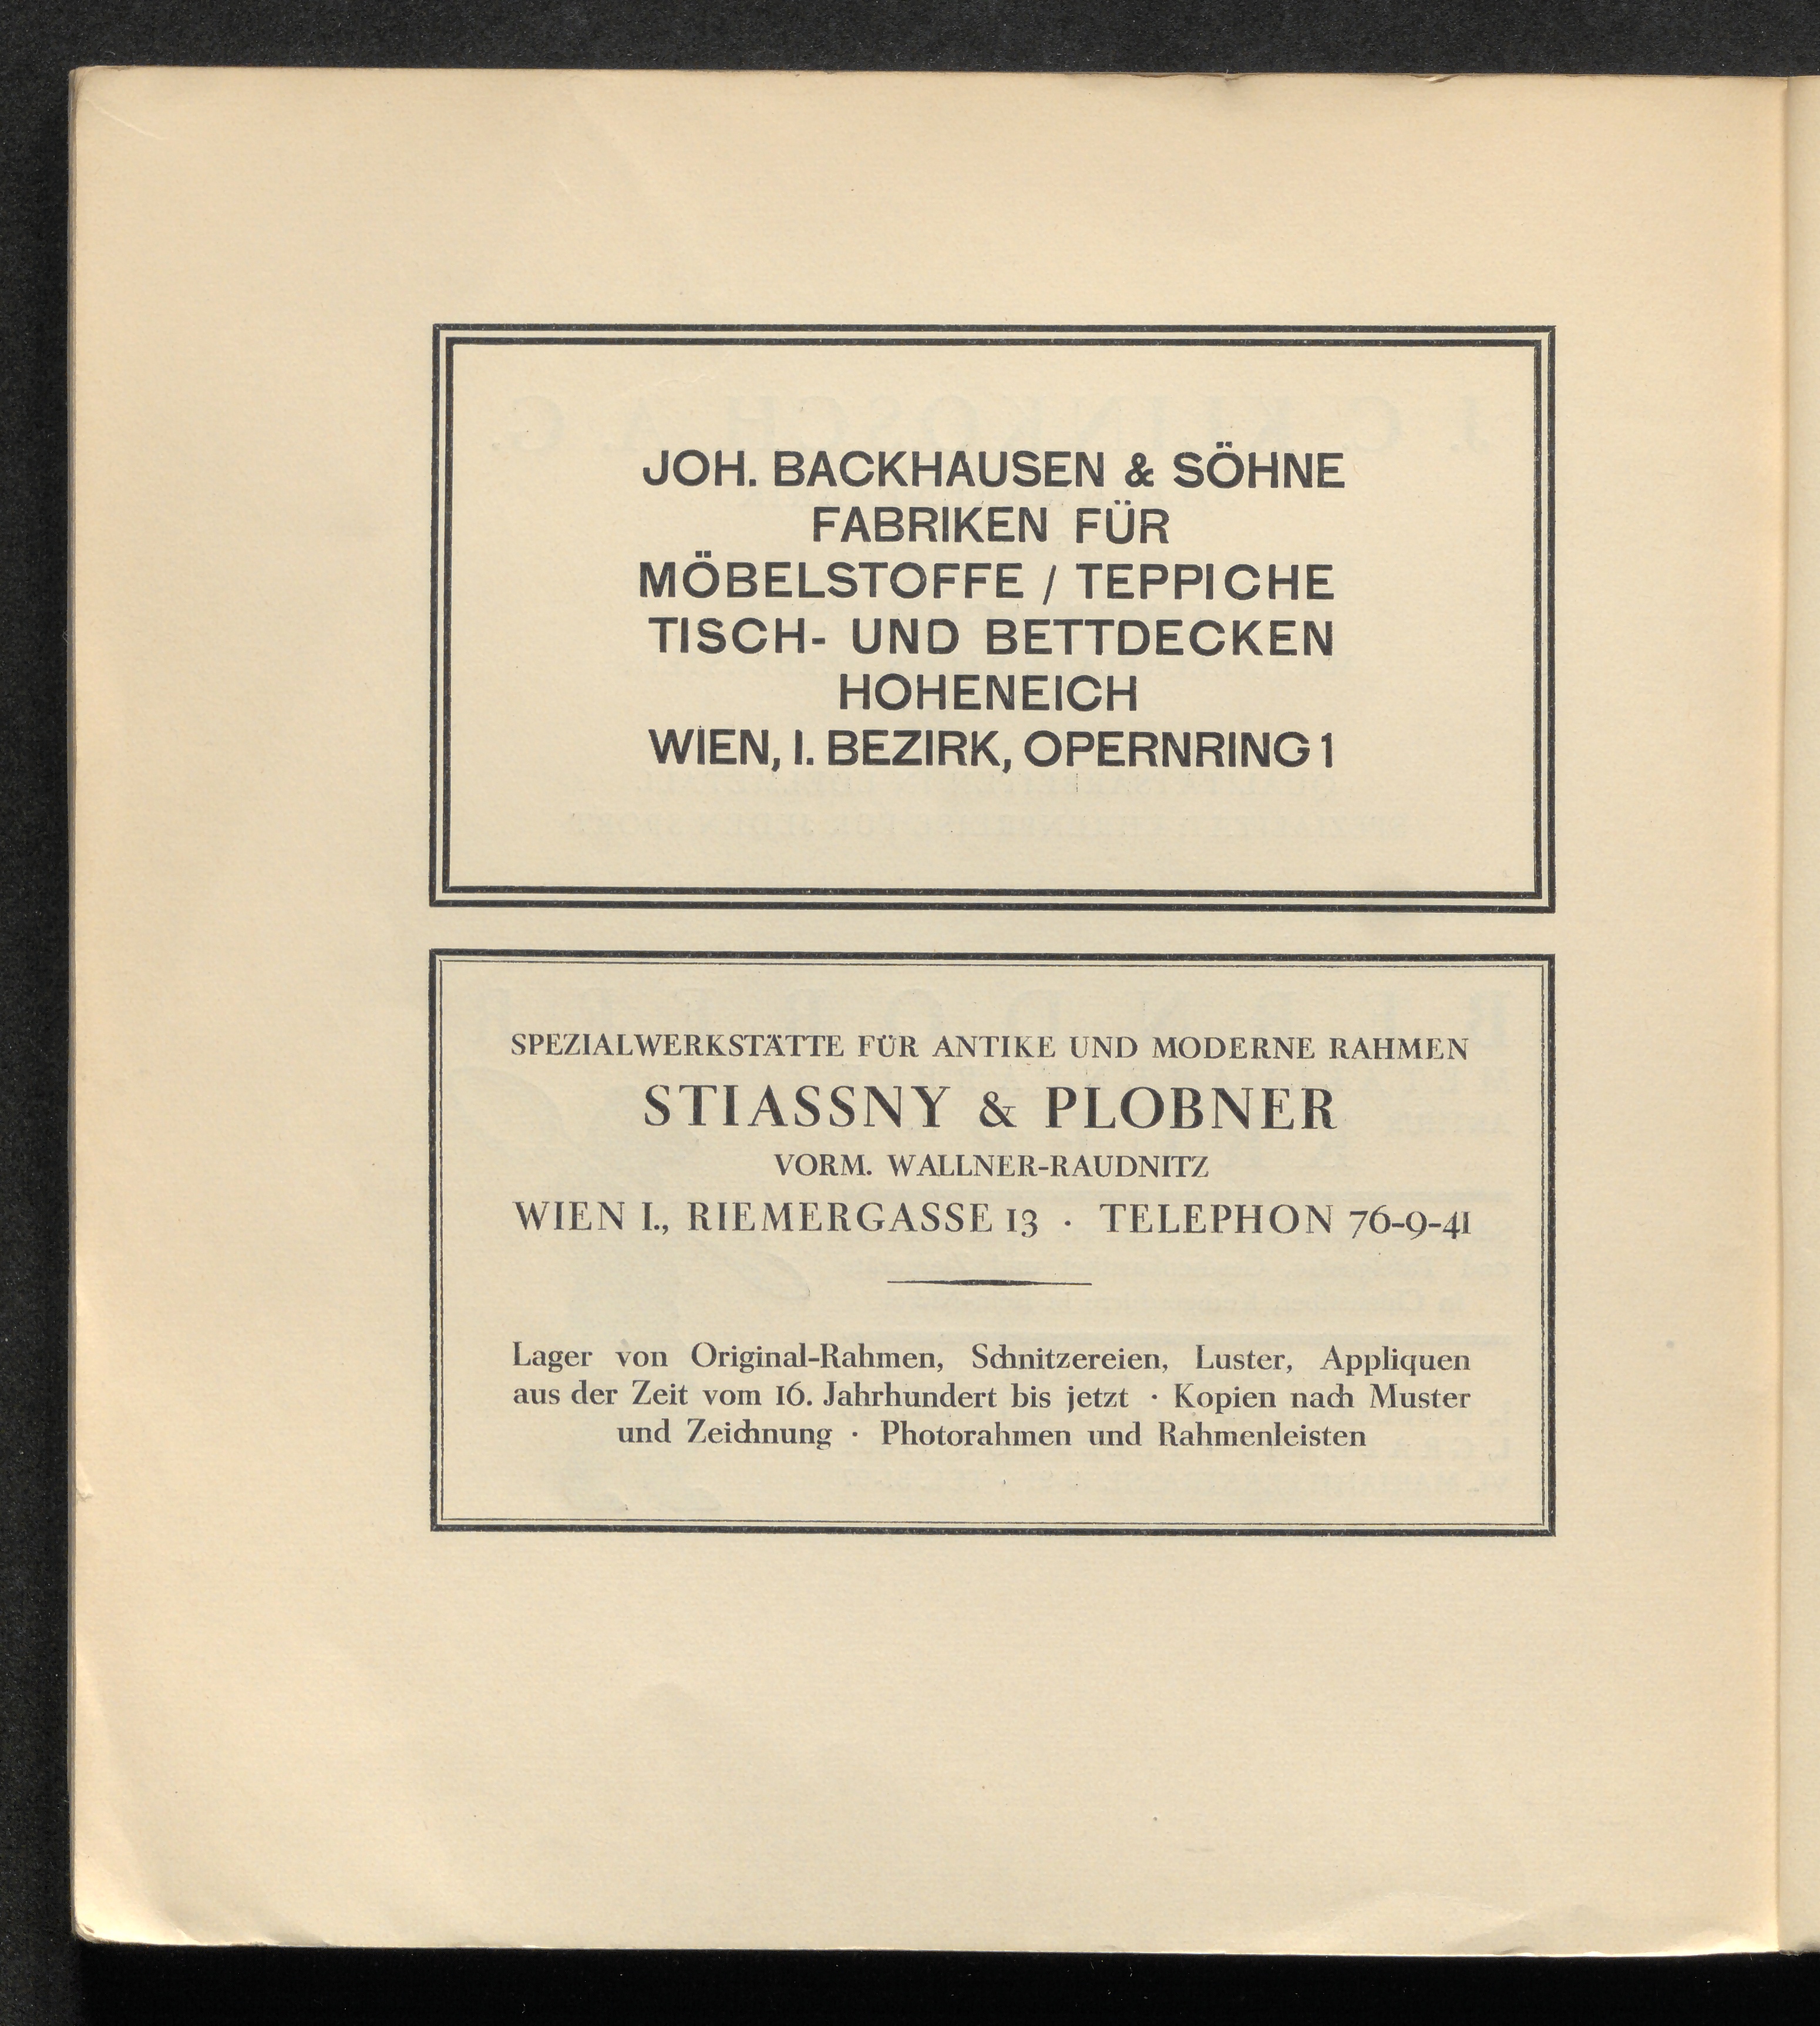 JOH. BACKHAUSEN & SÖHNE
FABRIKEN FÜR
MÖBELSTOFFE / TEPPICHE
TISCH- UND BETTDECKEN
HOHENEICH
WIEN, I. BEZIRK, OPERNRING 1
SPEZIALWERKSTÄTTE FÜR ANTIKE UND MODERNE RAHMEN
STIASSNY & PLOBNER
VORM. WALLNER-RAUDNITZ
WIEN I., RIEMERGASSE 13 · TELEPHON 76-9-41
Lager von Original-Rahmen, Schnitzereien, Luster, Appliquen
aus der Zeit vom 16. Jahrhundert bis jetzt · Kopien nach Muster
und Zeichnung · Photorahmen und Rahmenleisten